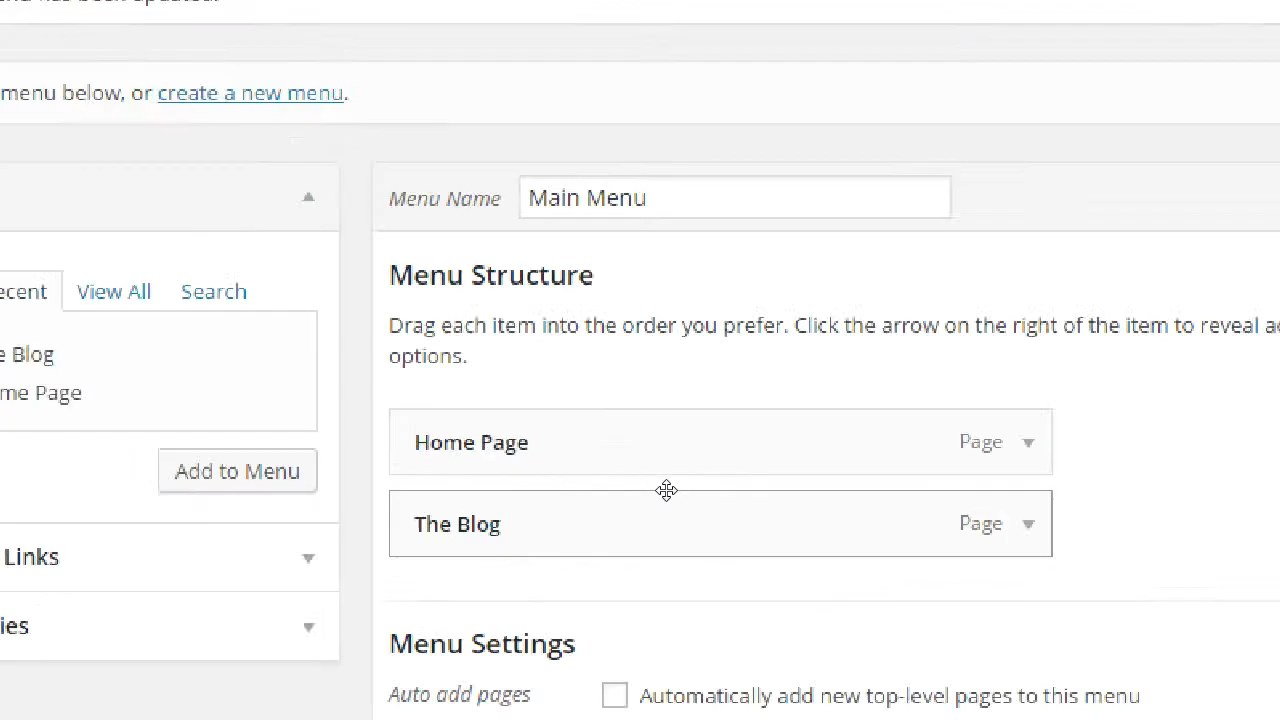 menu below, or create a new menu.
Menu Name Main Menu
Menu Structure
View All Search
Drag each item into the order you prefer. Click the arrow on the right of the item to reveal
options.
Blog
Page
Home Page Page
Add to Menu
The Blog Page
Links
Menu Settings
Auto add pages Automatically add new top-level pages to this menu